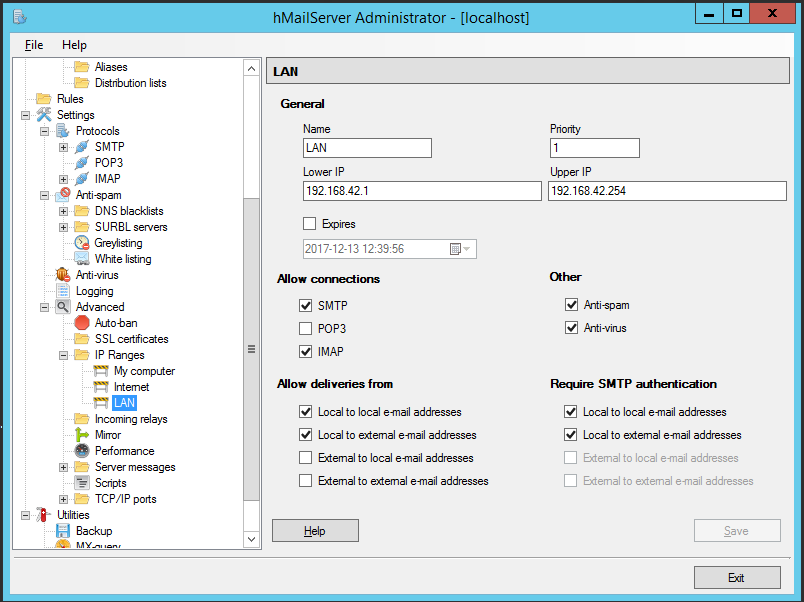 hMailServer Administrator - [localhost]
File Help
Aliases
Distribution lists
Rules
Settings
Protocols
SMTP
POP3
IMAP
Anti-spam
DNS blacklists
SURBL servers
Greylisting
White listing
Anti-virus
Logging
Advanced
Auto-ban
SSL certificates
IP Ranges
My computer
Internet
LAN
Incoming relays
Mirror
Performance
Server messages
Scripts
TCP/IP ports
Utilities
Backup
MX-query
LAN
General
Name Priority
LAN 1
Lower IP Upper IP
192.168.42.1 192.168.42.254
Expires
2017-12-13 12:39:56
Allow connections Other
SMTP Anti-spam
POP3 Anti-virus
IMAP
Allow deliveries from Require SMTP authentication
Local to local e-mail addresses Local to local e-mail addresses
Local to external e-mail addresses Local to external e-mail addresses
External to local e-mail addresses External to local e-mail addresses
External to external e-mail addresses External to external e-mail addresses
Help Save
Exit